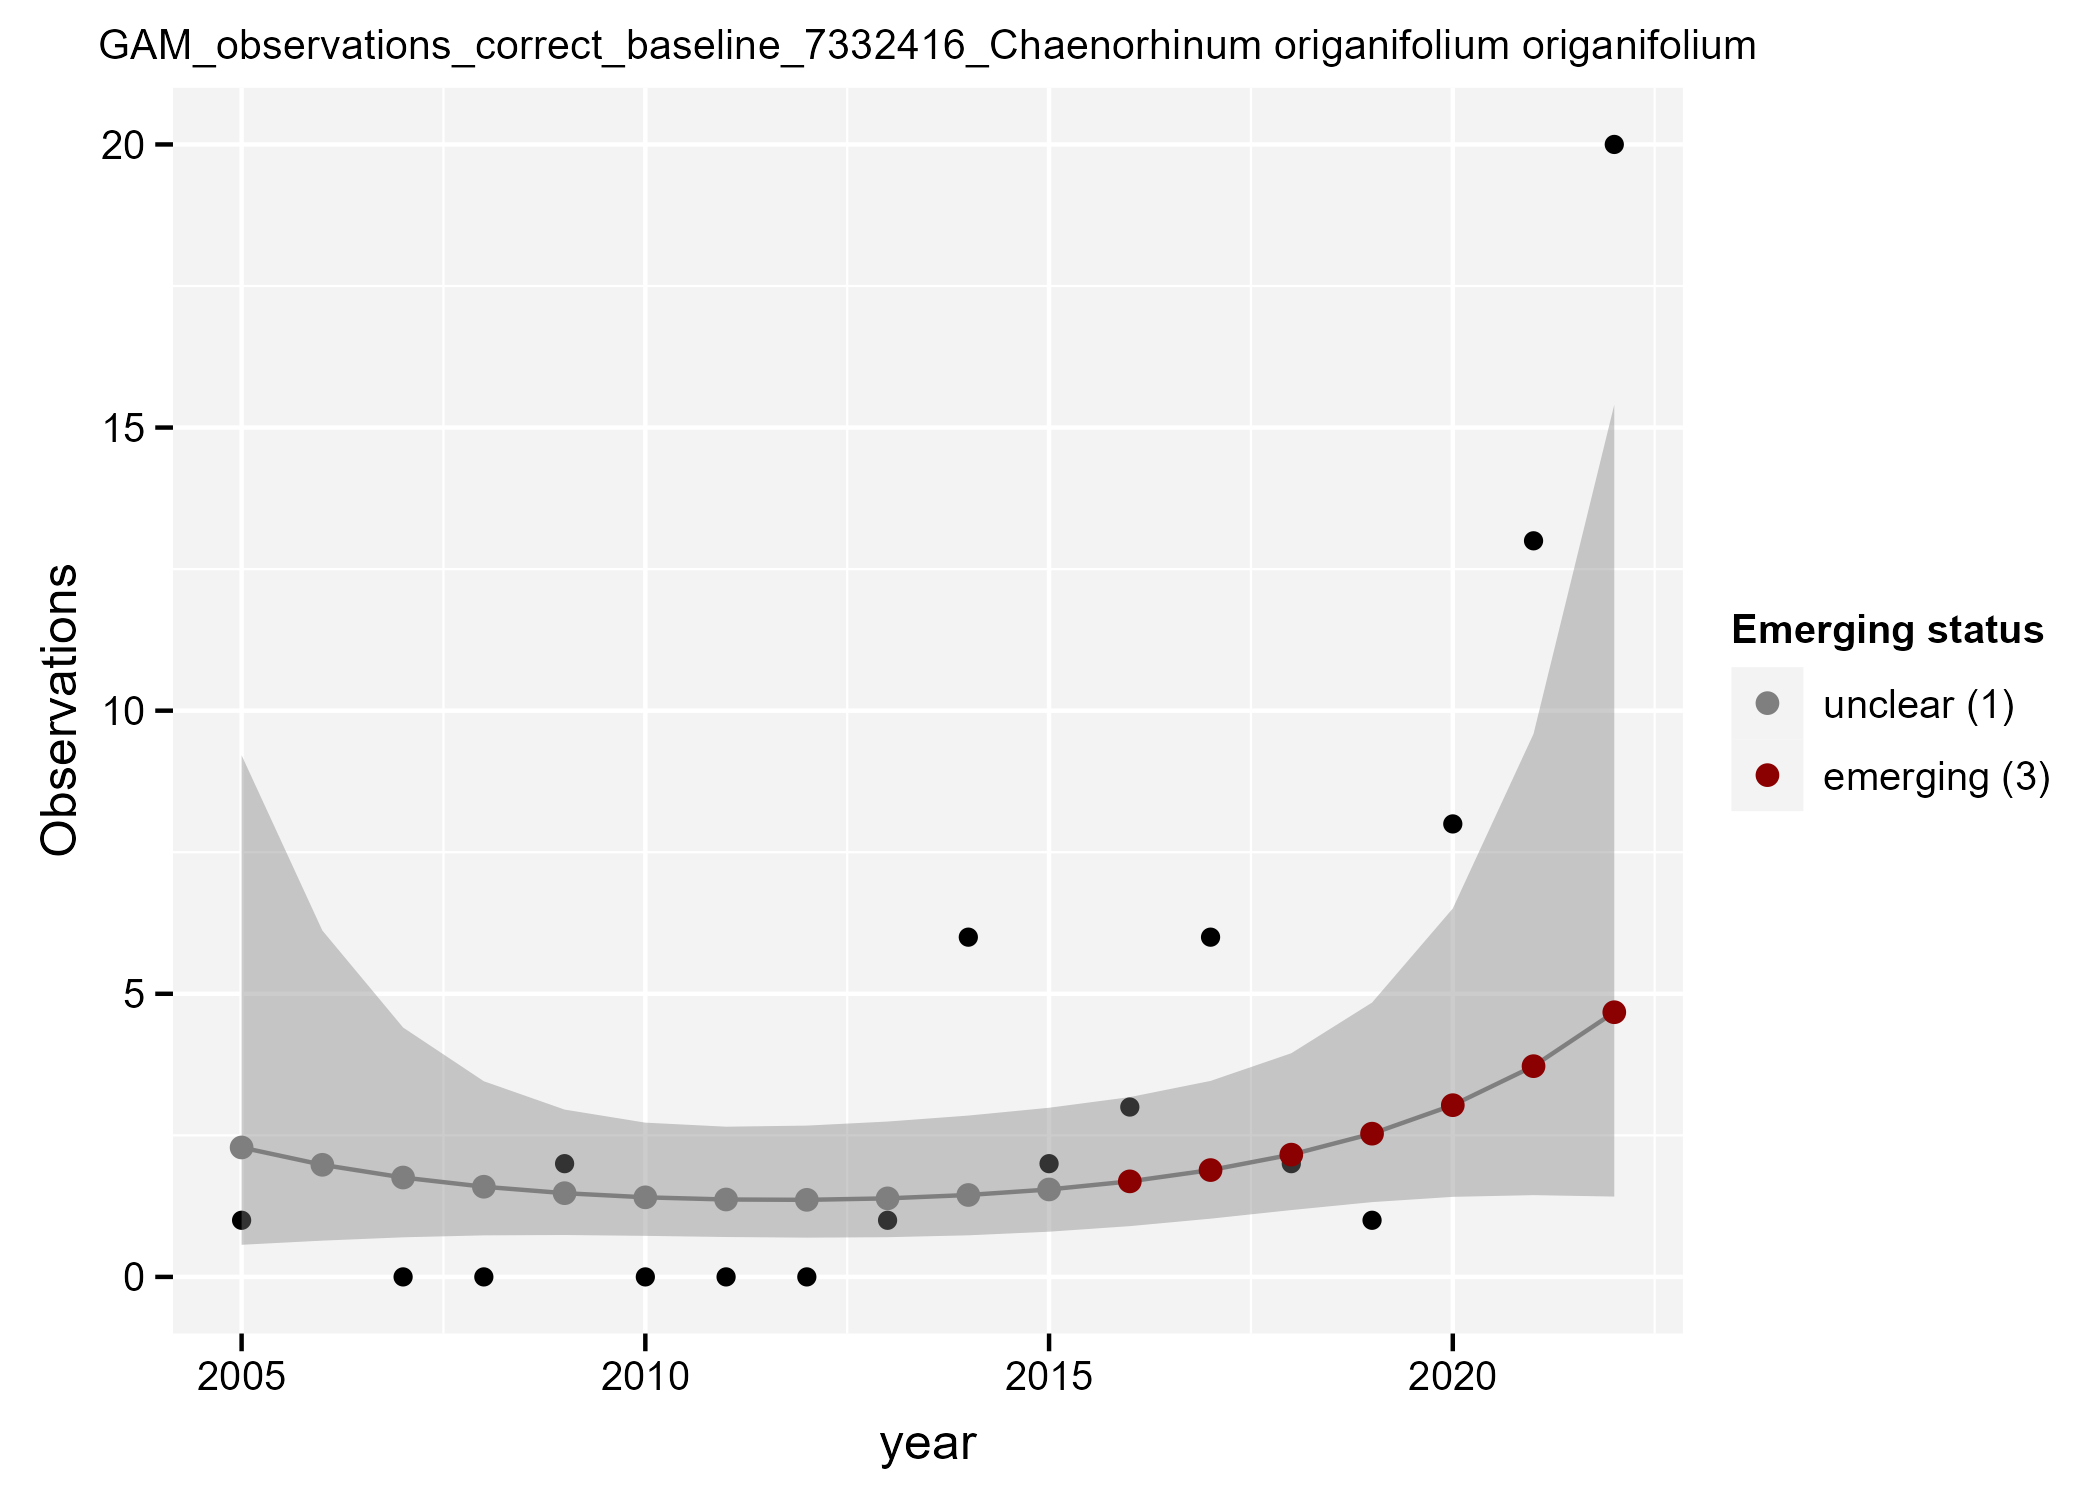 GAM_observations_correct_baseline_7332416_Chaenorhinum origanifolium origanifolium
20
15
10
5
0
Observations
2005
2010
2015
2020
year
Emerging status
unclear (1)
emerging (3)